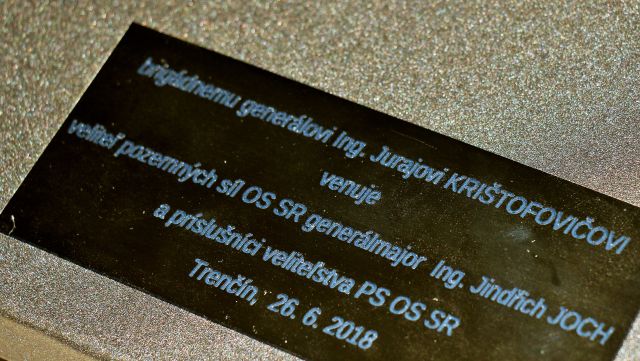 brigádnemu generálovi Ing. Jurajovi KRIŠTOFOVIČOVI
venuje
veliteľ pozemných síl OS SR generálmajor Ing. Jindřich JOCH
a príslušníci veliteľstva PS OS SR
Trenčín, 26. 6. 2018